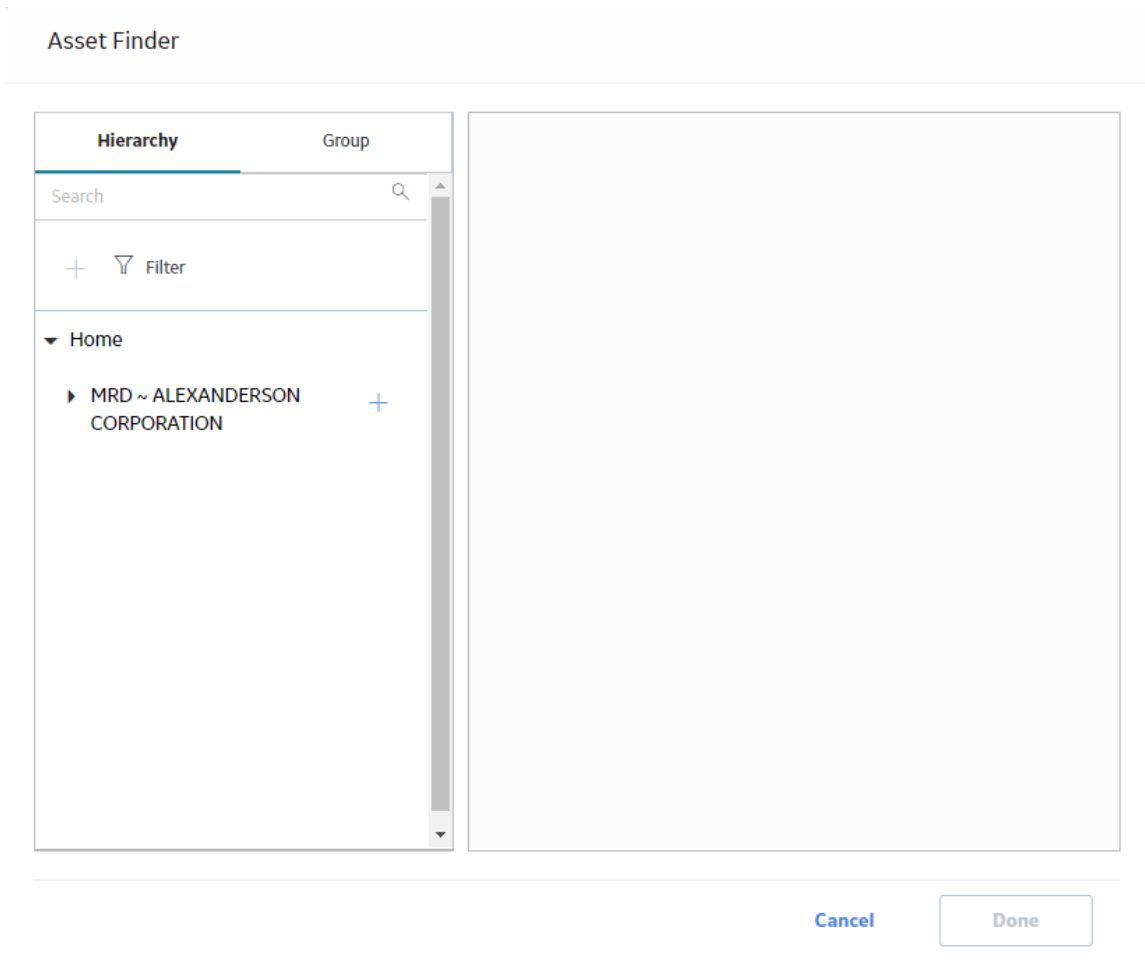 Asset Finder
Hierarchy Group
Search
Filter
Home
MRD ~ ALEXANDERSON
CORPORATION
Cancel Done